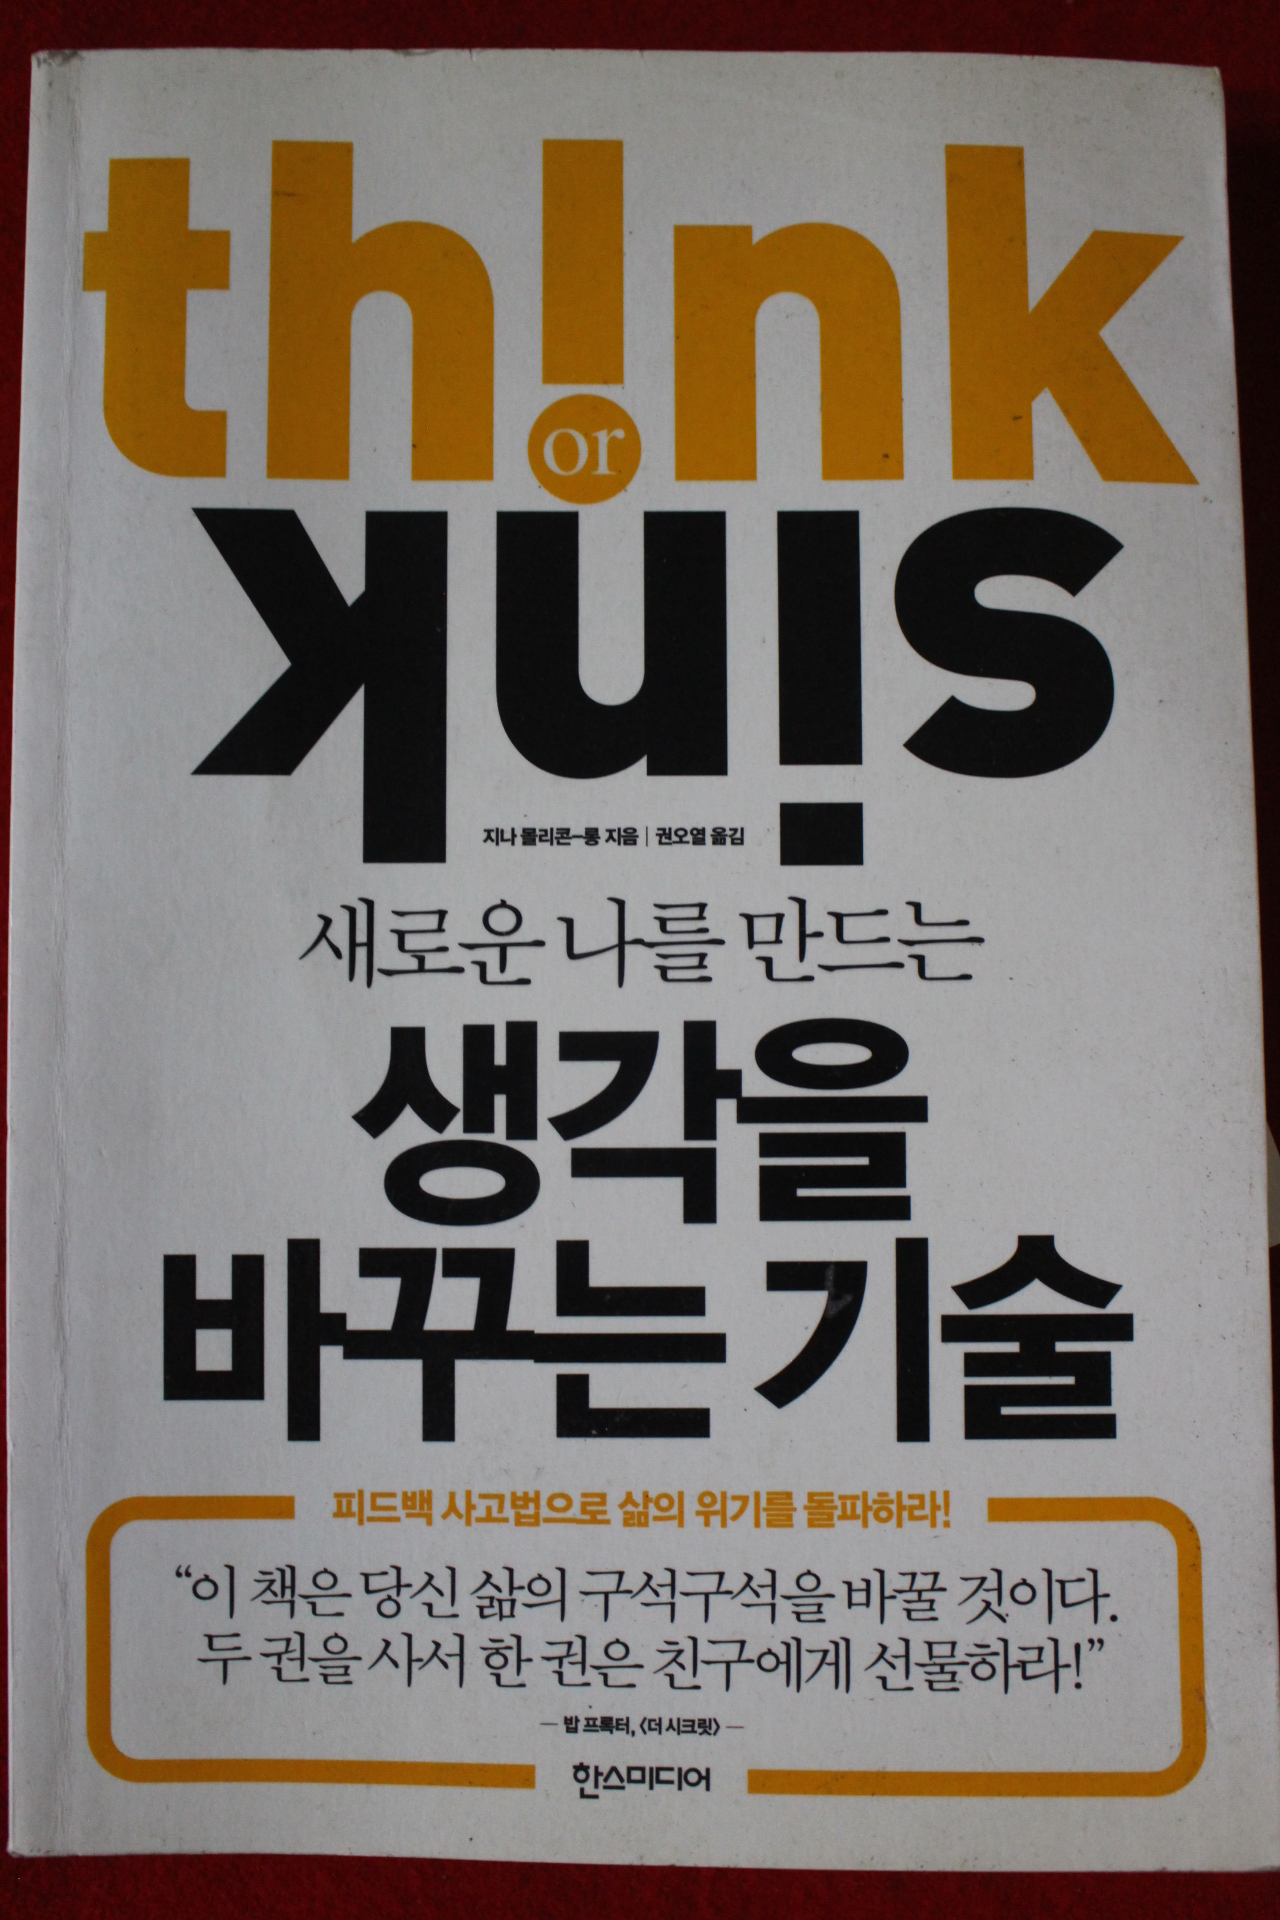 th!nk
or
sink
지나 몰리콘-롱 지음 | 권오열 옮김
새로운 나를 만드는
생각을
바꾸는 기술
피드백 사고법으로 삶의 위기를 돌파하라!
“이 책은 당신 삶의 구석구석을 바꿀 것이다.
두 권을 사서 한 권은 친구에게 선물하라!”
— 밥 프록터, 〈더 시크릿〉 —
한스미디어